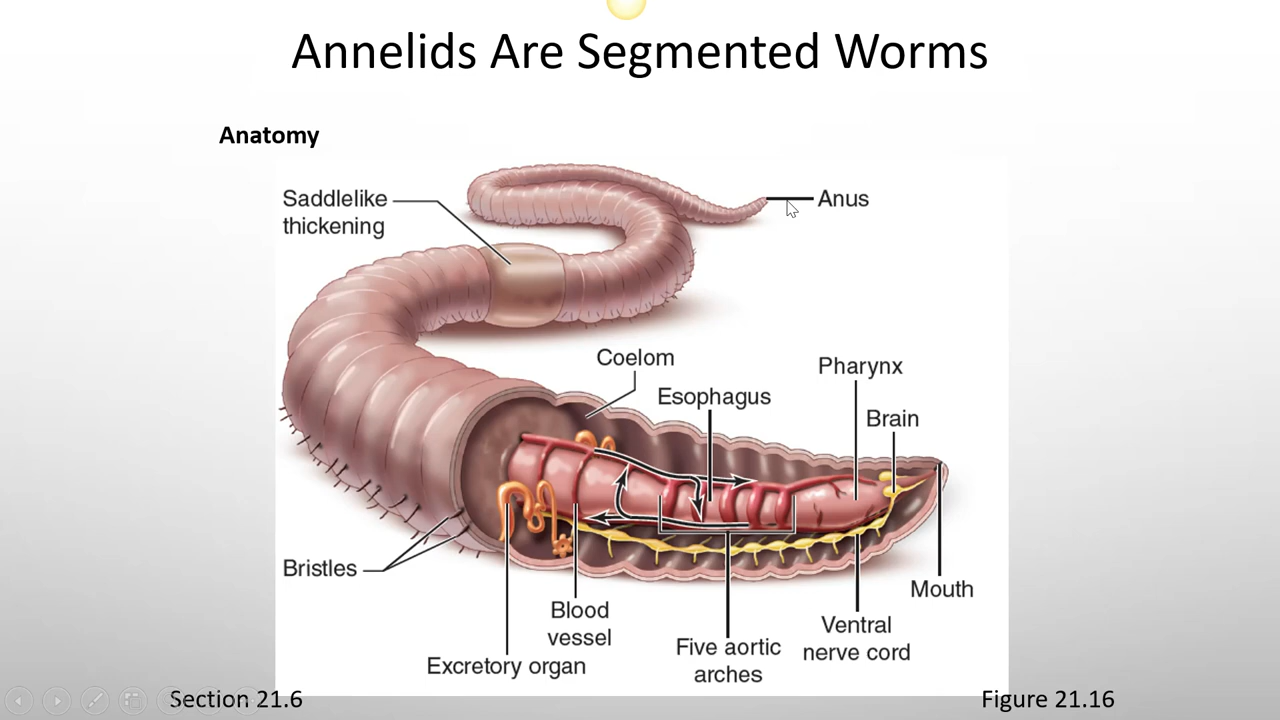 Annelids Are Segmented Worms
Anatomy
Saddlelike
thickening
Anus
Coelom
Esophagus
Pharynx
Brain
Bristles
Mouth
Blood
vessel
Ventral
nerve cord
Five aortic
arches
Excretory organ
Section 21.6
Figure 21.16